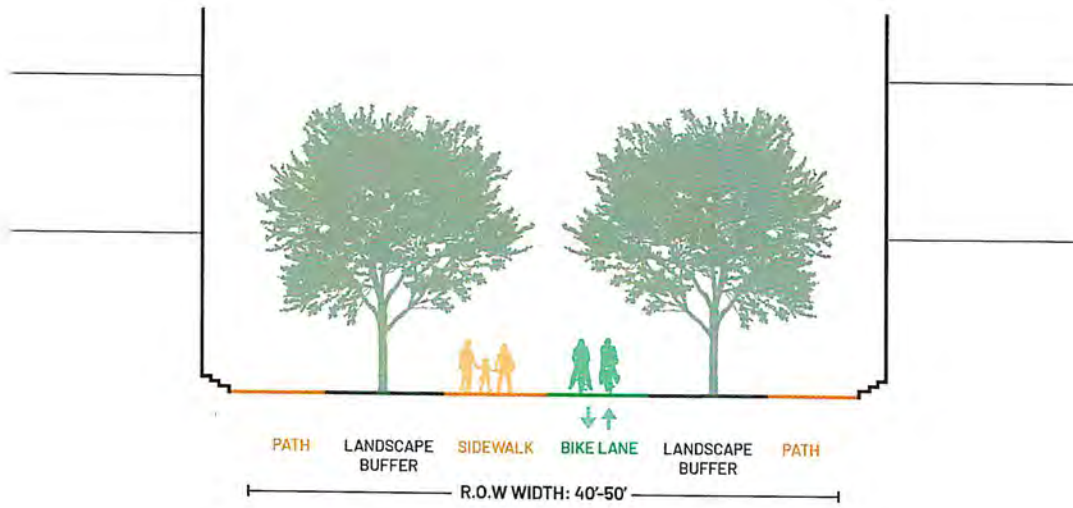 PATH
LANDSCAPE
BUFFER
SIDEWALK
BIKE LANE
LANDSCAPE
BUFFER
PATH
R.O.W WIDTH: 40'-50'